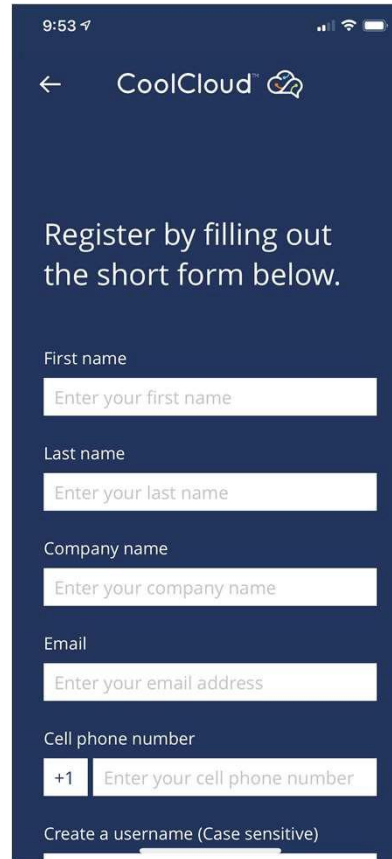 9:53
CoolCloud™
Register by filling out
the short form below.
First name
Enter your first name
Last name
Enter your last name
Company name
Enter your company name
Email
Enter your email address
Cell phone number
+1 Enter your cell phone number
Create a username (Case sensitive)